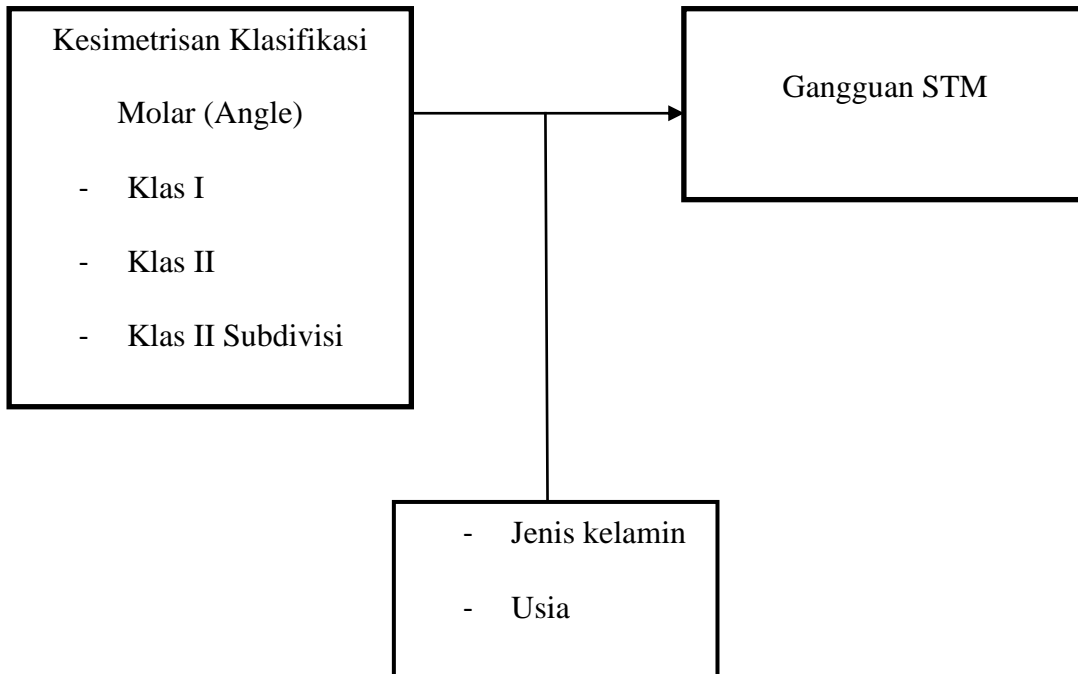 Kesimetrisan Klasifikasi
Molar (Angle)
- Klas I
- Klas II
- Klas II Subdivisi
Gangguan STM
- Jenis kelamin
- Usia